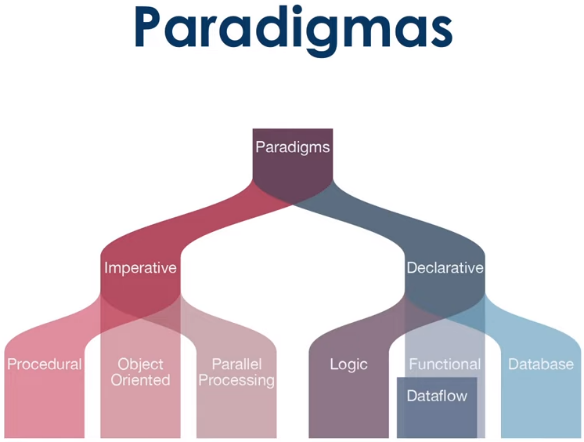 Paradigmas
Paradigms
Imperative
Declarative
Procedural
Object
Oriented
Parallel
Processing
Logic
Functional
Database
Dataflow